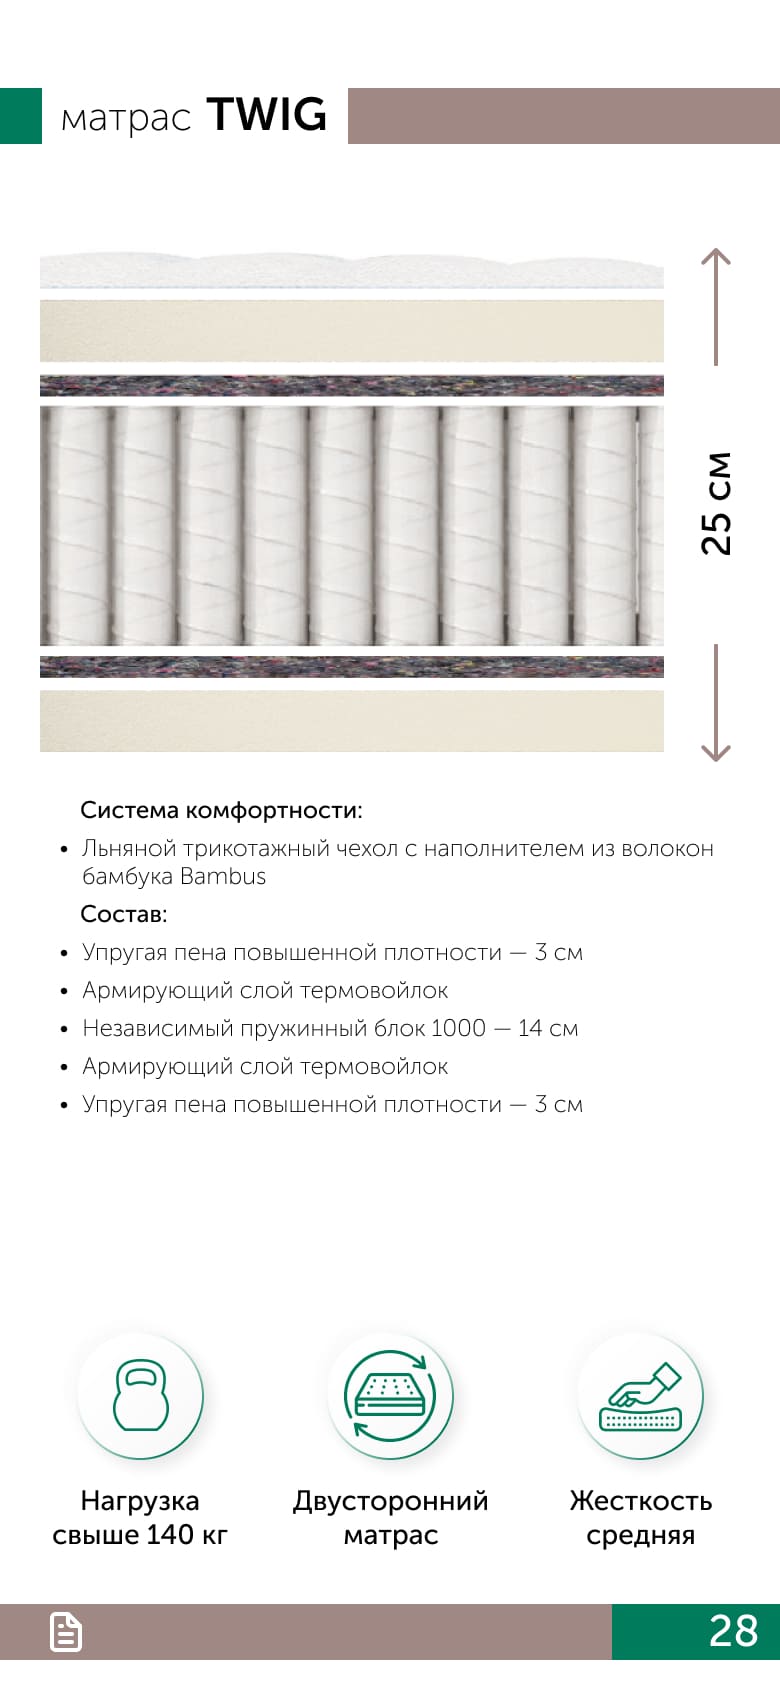 матрас TWIG
25 см
Система комфортности:
• Льняной трикотажный чехол с наполнителем из волокон
бамбука Bambus
Состав:
• Упругая пена повышенной плотности — 3 см
• Армирующий слой термовойлок
• Независимый пружинный блок 1000 — 14 см
• Армирующий слой термовойлок
• Упругая пена повышенной плотности — 3 см
Нагрузка
свыше 140 кг
Двусторонний
матрас
Жесткость
средняя
28